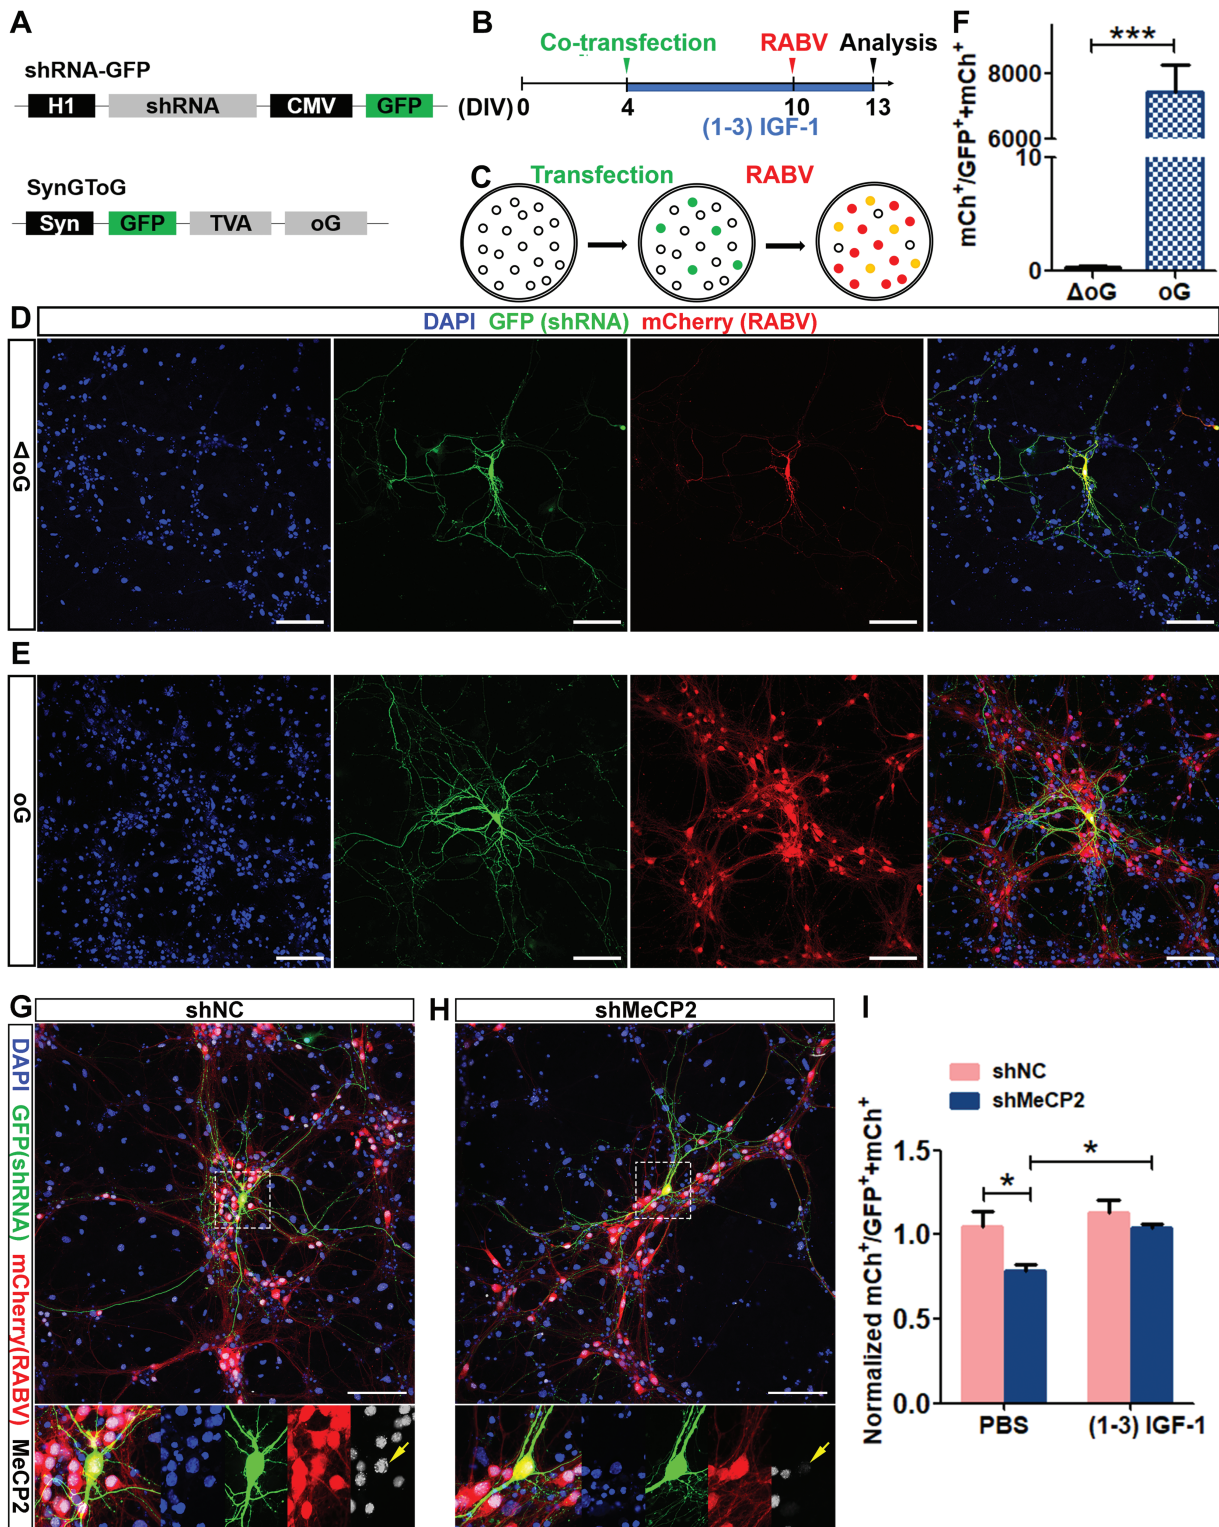 A
shRNA-GFP
H1 shRNA CMV GFP
SynGToG
Syn GFP TVA oG
B
Co-transfection RABV Analysis
(DIV) 0 4 10 13
(1-3) IGF-1
C
Transfection RABV
F
mCh⁺/GFP⁺+mCh⁺
***
8000
6000
10
0
ΔoG oG
D
DAPI GFP (shRNA) mCherry (RABV)
ΔoG
E
oG
G
shNC
H
shMeCP2
DAPI GFP(shRNA) mCherry(RABV) MeCP2
I
shNC
shMeCP2
Normalized mCh⁺/GFP⁺+mCh⁺
1.5
1.0
0.5
0.0
*
*
PBS (1-3) IGF-1